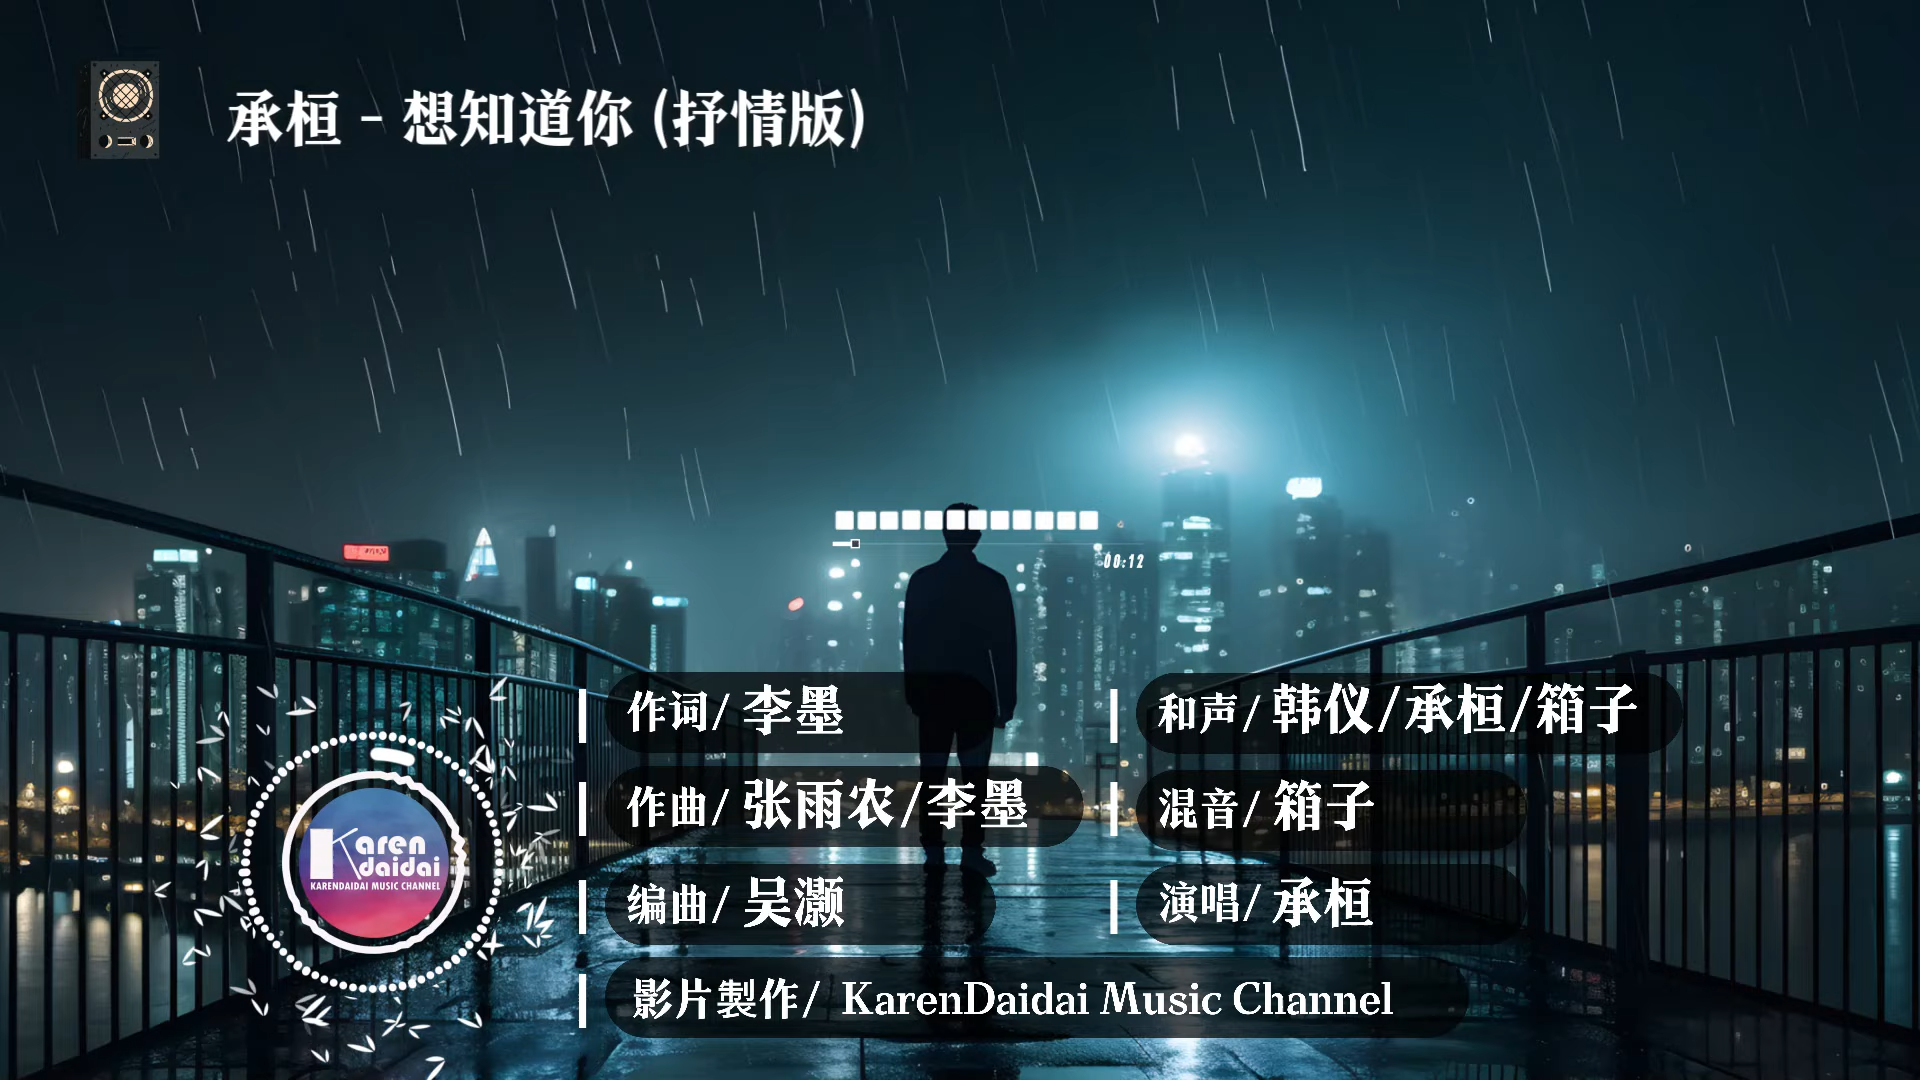 承桓 - 想知道你 (抒情版)
00:12
作词/ 李墨
和声/ 韩仪/承桓/箱子
作曲/ 张雨农/李墨
混音/ 箱子
编曲/ 吴灏
演唱/ 承桓
影片製作/ KarenDaidai Music Channel
Karen
daidai
KARENDAIDAI MUSIC CHANNEL